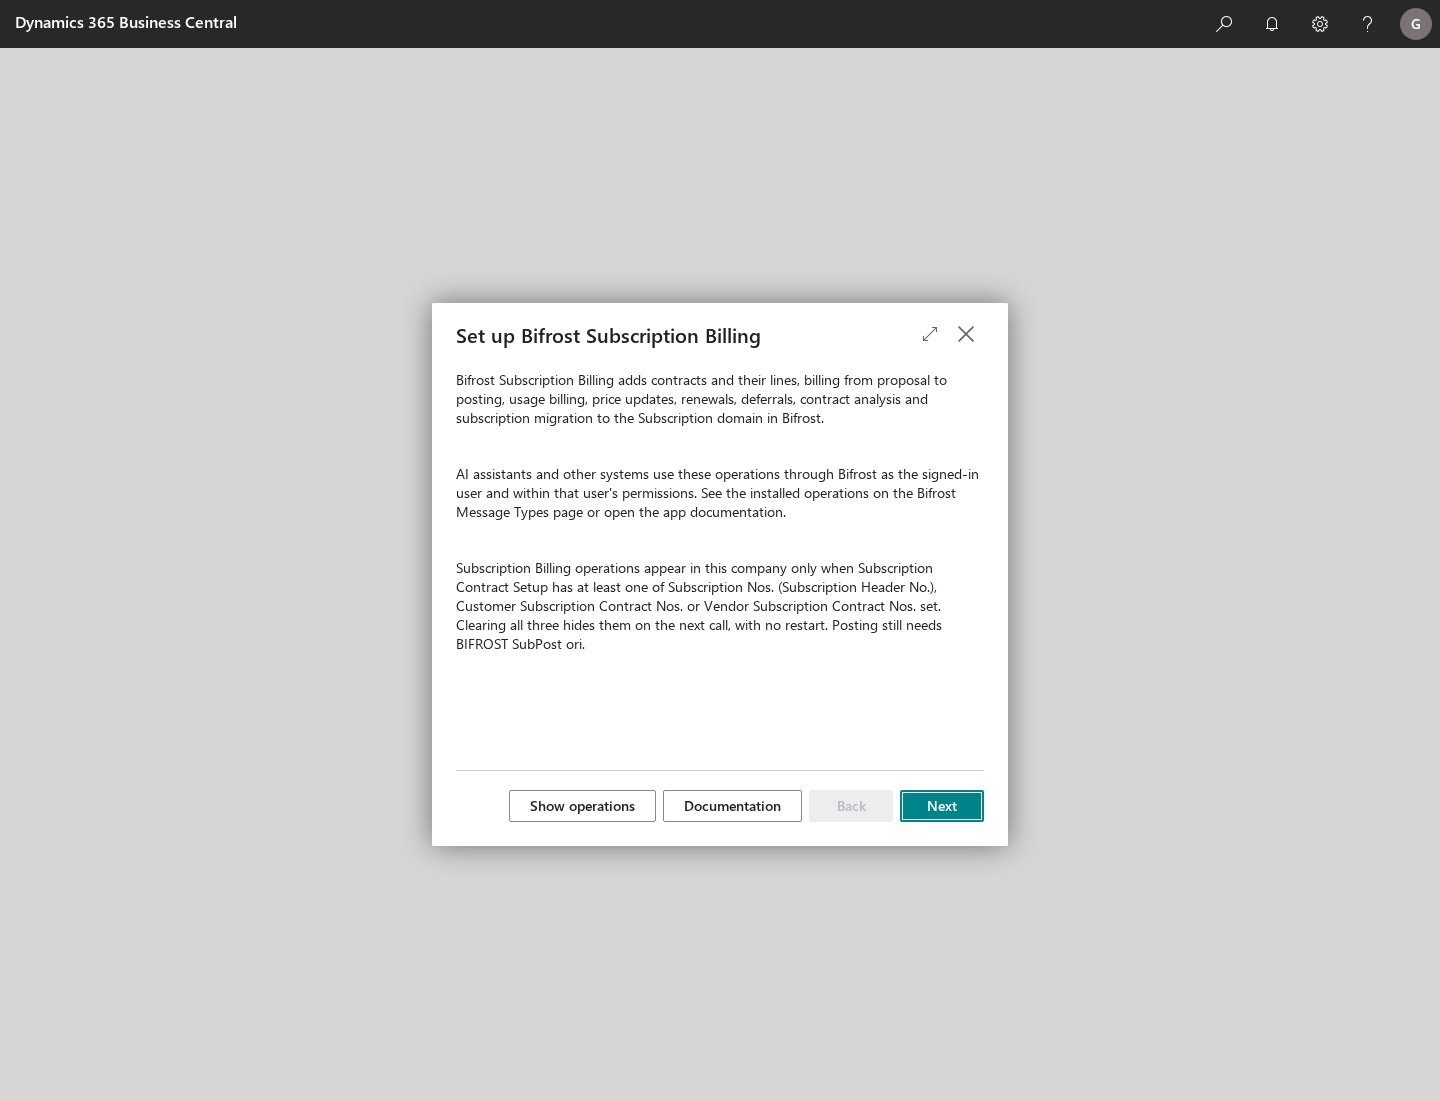 Dynamics 365 Business Central
G
Set up Bifrost Subscription Billing
Bifrost Subscription Billing adds contracts and their lines, billing from proposal to
posting, usage billing, price updates, renewals, deferrals, contract analysis and
subscription migration to the Subscription domain in Bifrost.
AI assistants and other systems use these operations through Bifrost as the signed-in
user and within that user's permissions. See the installed operations on the Bifrost
Message Types page or open the app documentation.
Subscription Billing operations appear in this company only when Subscription
Contract Setup has at least one of Subscription Nos. (Subscription Header No.),
Customer Subscription Contract Nos. or Vendor Subscription Contract Nos. set.
Clearing all three hides them on the next call, with no restart. Posting still needs
BIFROST SubPost ori.
Show operations
Documentation
Back
Next